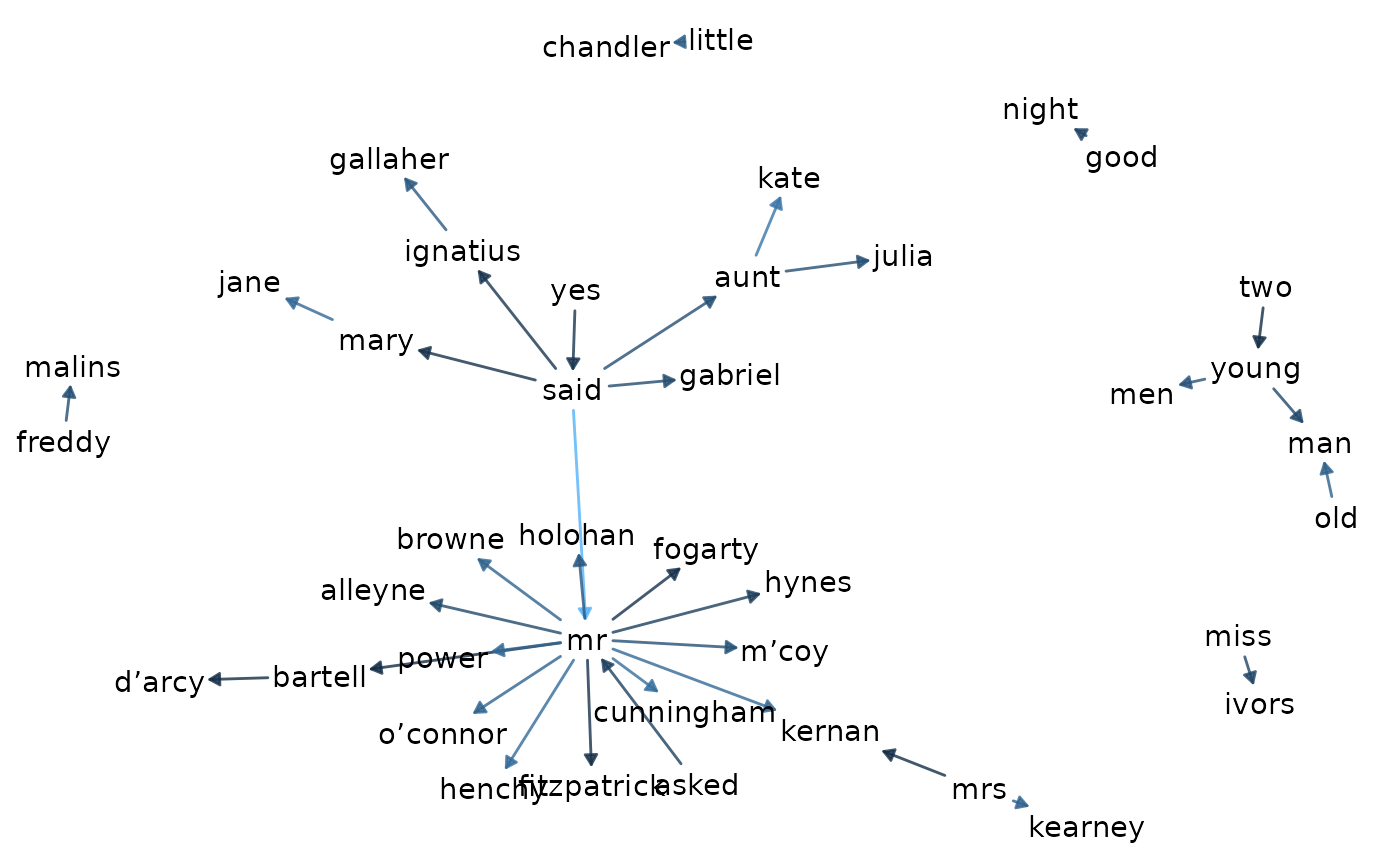 chandler little
night
good
gallaher
kate
ignatius
julia
aunt
jane
yes
two
mary
malins
young
gabriel
said
men
freddy
man
old
browne
holohan
fogarty
hynes
alleyne
miss
mr
m’coy
power
d’arcy
bartell
ivors
cunningham
kernan
o’connor
henchy
fitzpatrick
asked
mrs
kearney